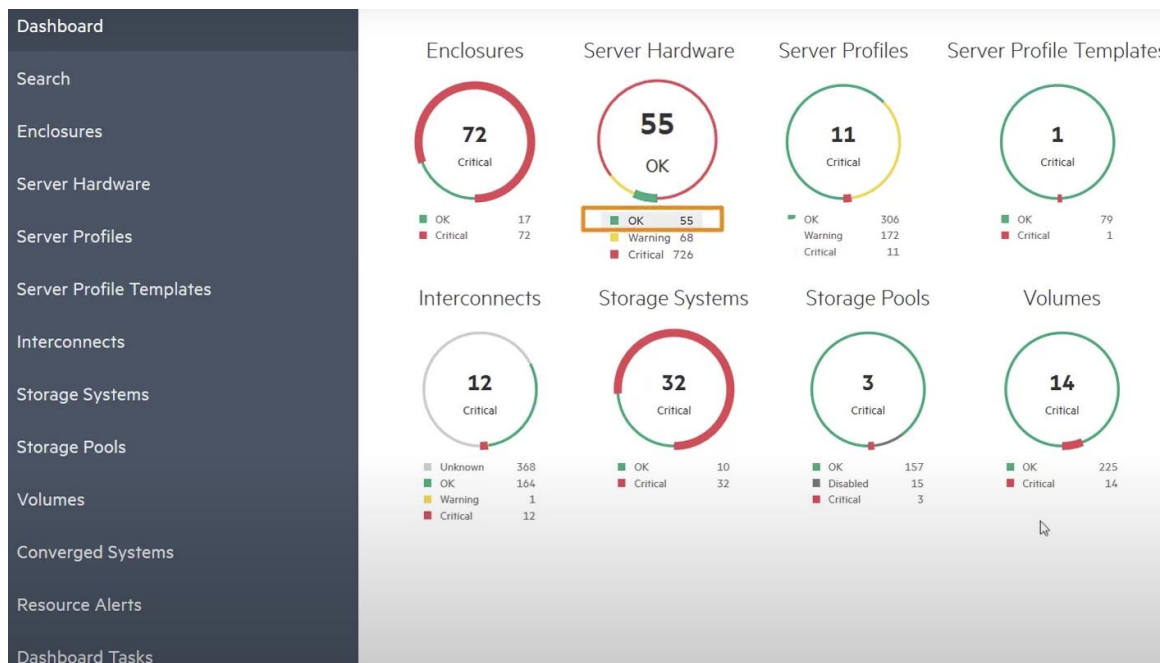 Dashboard
Search
Enclosures
Server Hardware
Server Profiles
Server Profile Templates
Interconnects
Storage Systems
Storage Pools
Volumes
Converged Systems
Resource Alerts
Dashboard Tasks
Enclosures
72
Critical
OK 17
Critical 72
Server Hardware
55
OK
OK 55
Warning 68
Critical 726
Server Profiles
11
Critical
OK 306
Warning 172
Critical 11
Server Profile Templates
1
Critical
OK 79
Critical 1
Interconnects
12
Critical
Unknown 368
OK 164
Warning 1
Critical 12
Storage Systems
32
Critical
OK 10
Critical 32
Storage Pools
3
Critical
OK 157
Disabled 15
Critical 3
Volumes
14
Critical
OK 225
Critical 14